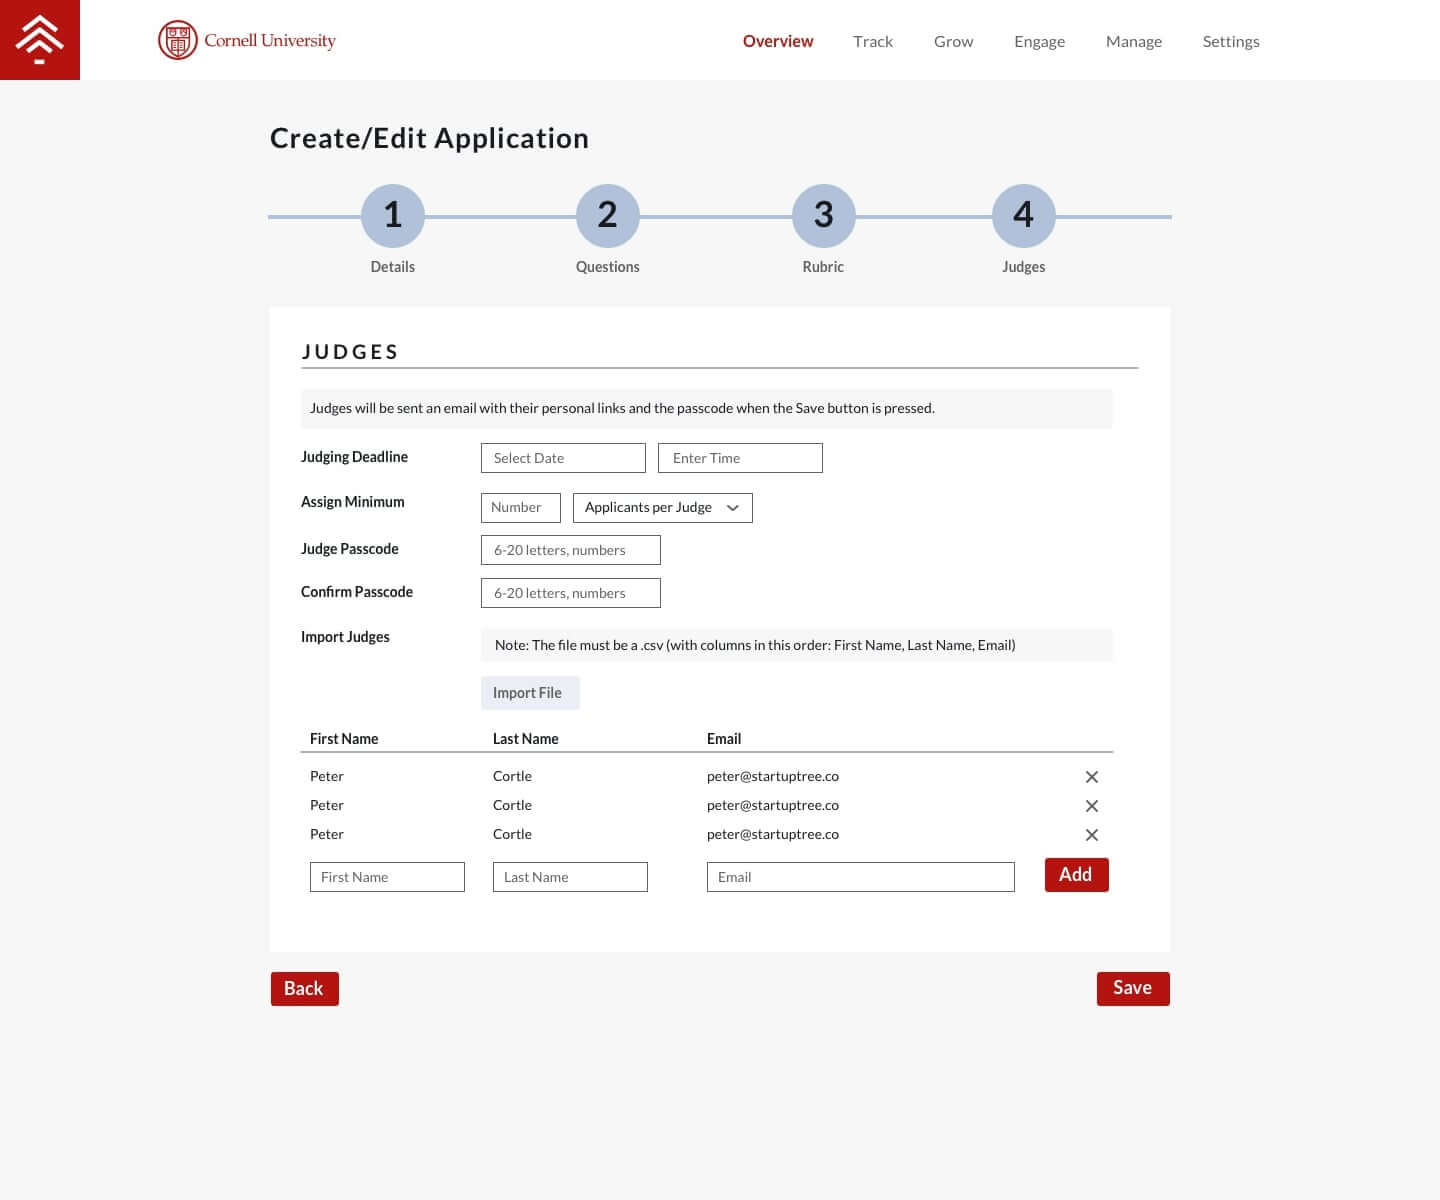 Cornell University
Overview Track Grow Engage Manage Settings
Create/Edit Application
1 2 3 4
Details Questions Rubric Judges
JUDGES
Judges will be sent an email with their personal links and the passcode when the Save button is pressed.
Judging Deadline Select Date Enter Time
Assign Minimum Number Applicants per Judge
Judge Passcode 6-20 letters, numbers
Confirm Passcode 6-20 letters, numbers
Import Judges Note: The file must be a .csv (with columns in this order: First Name, Last Name, Email)
Import File
First Name Last Name Email
Peter Cortle peter@startuptree.co
Peter Cortle peter@startuptree.co
Peter Cortle peter@startuptree.co
First Name Last Name Email Add
Back Save